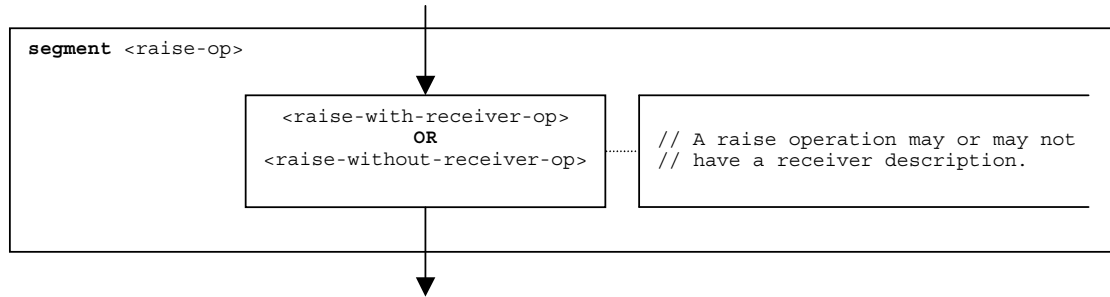 segment <raise-op>
<raise-with-receiver-op>
OR
<raise-without-receiver-op>
// A raise operation may or may not
// have a receiver description.